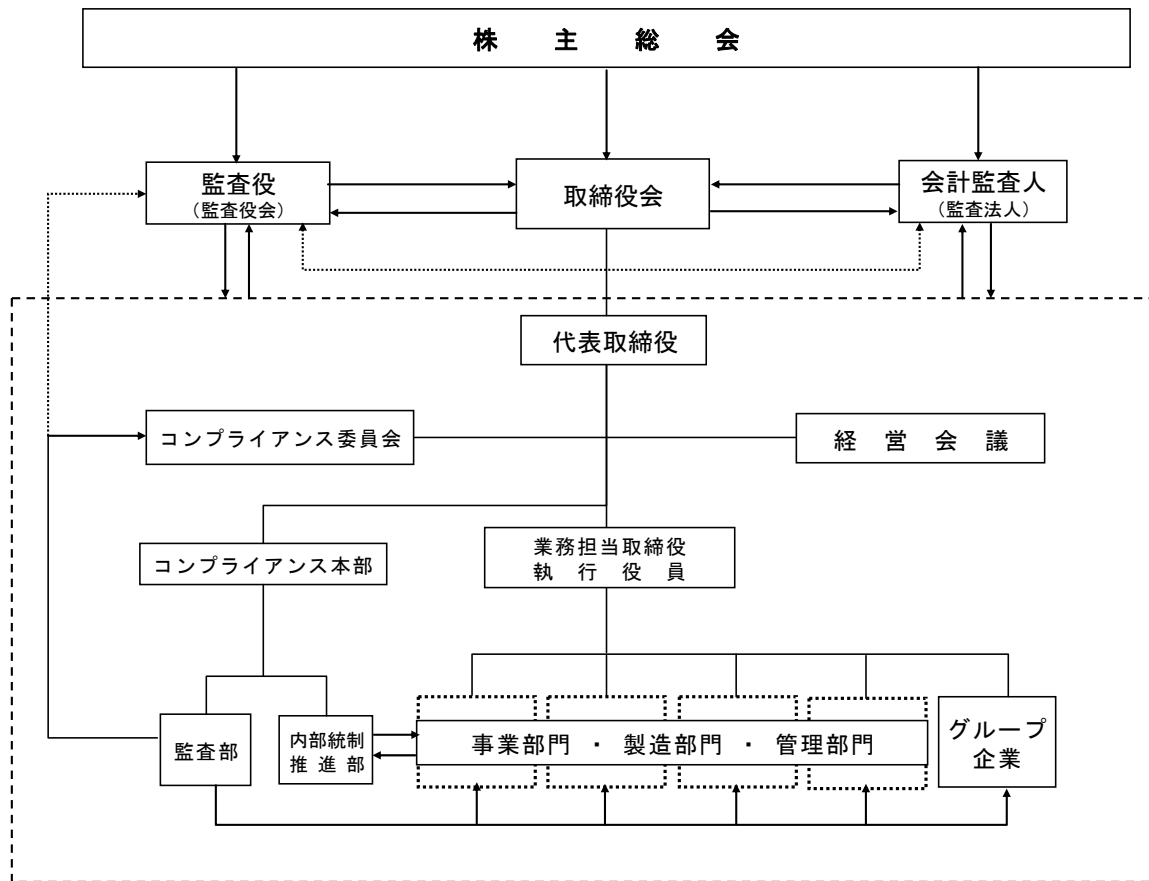 株 主 総 会
監査役
（監査役会）
取締役会
会計監査人
（監査法人）
代表取締役
コンプライアンス委員会
経 営 会 議
コンプライアンス本部
業務担当取締役
執 行 役 員
監査部
内部統制
推 進 部
事業部門 ・ 製造部門 ・ 管理部門
グループ
企業